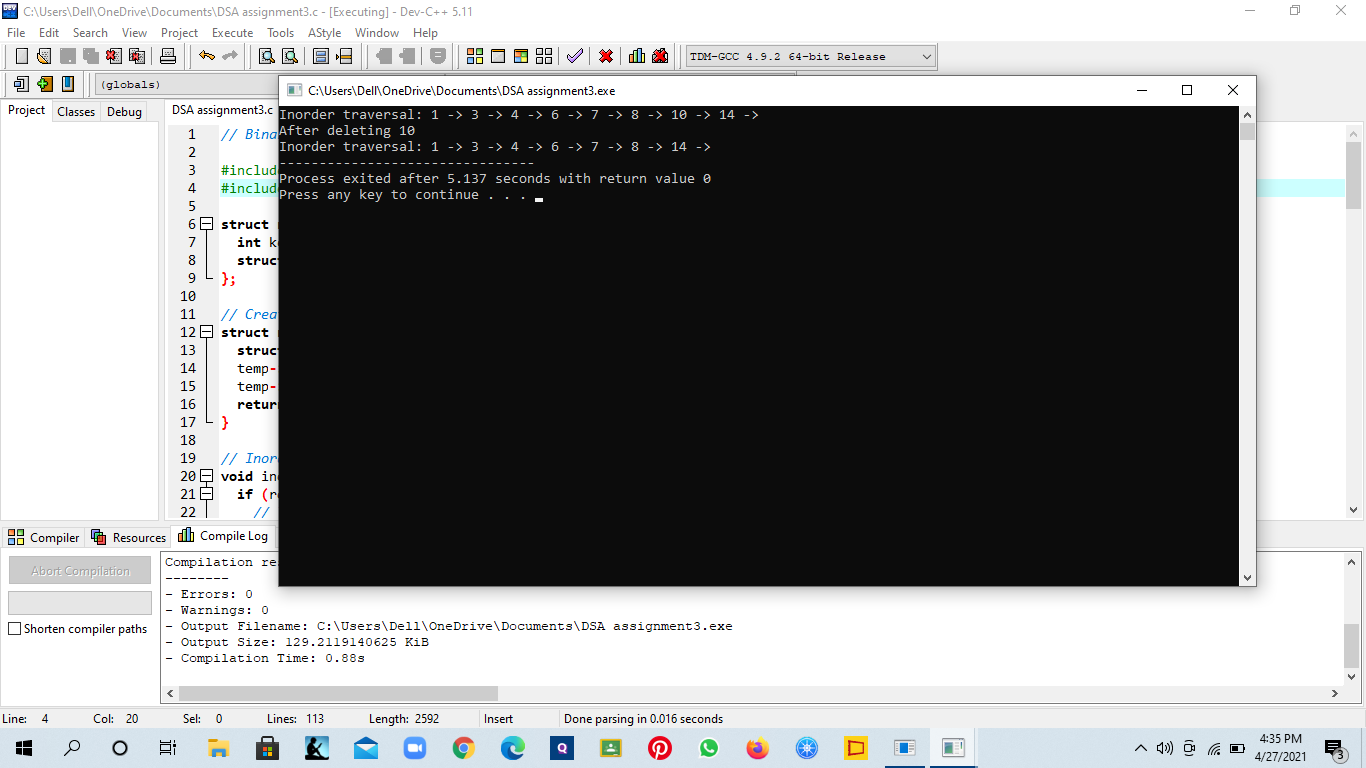 C:\Users\Dell\OneDrive\Documents\DSA assignment3.c - [Executing] - Dev-C++ 5.11
File Edit Search View Project Execute Tools AStyle Window Help
TDM-GCC 4.9.2 64-bit Release
(globals)
Project Classes Debug
DSA assignment3.c
C:\Users\Dell\OneDrive\Documents\DSA assignment3.exe
Inorder traversal: 1 -> 3 -> 4 -> 6 -> 7 -> 8 -> 10 -> 14 ->
After deleting 10
Inorder traversal: 1 -> 3 -> 4 -> 6 -> 7 -> 8 -> 14 ->
--------------------------------
Process exited after 5.137 seconds with return value 0
Press any key to continue . . .
1 // Bina
2
3 #includ
4 #includ
5
6 struct
7 int k
8 struc
9 };
10
11 // Crea
12 struct
13 struc
14 temp-
15 temp-
16 retur
17 }
18
19 // Inor
20 void in
21 if (r
22 //
Compiler Resources Compile Log
Abort Compilation
Shorten compiler paths
Compilation re
--------
- Errors: 0
- Warnings: 0
- Output Filename: C:\Users\Dell\OneDrive\Documents\DSA assignment3.exe
- Output Size: 129.2119140625 KiB
- Compilation Time: 0.88s
Line: 4 Col: 20 Sel: 0 Lines: 113 Length: 2592 Insert Done parsing in 0.016 seconds
4:35 PM
4/27/2021
3